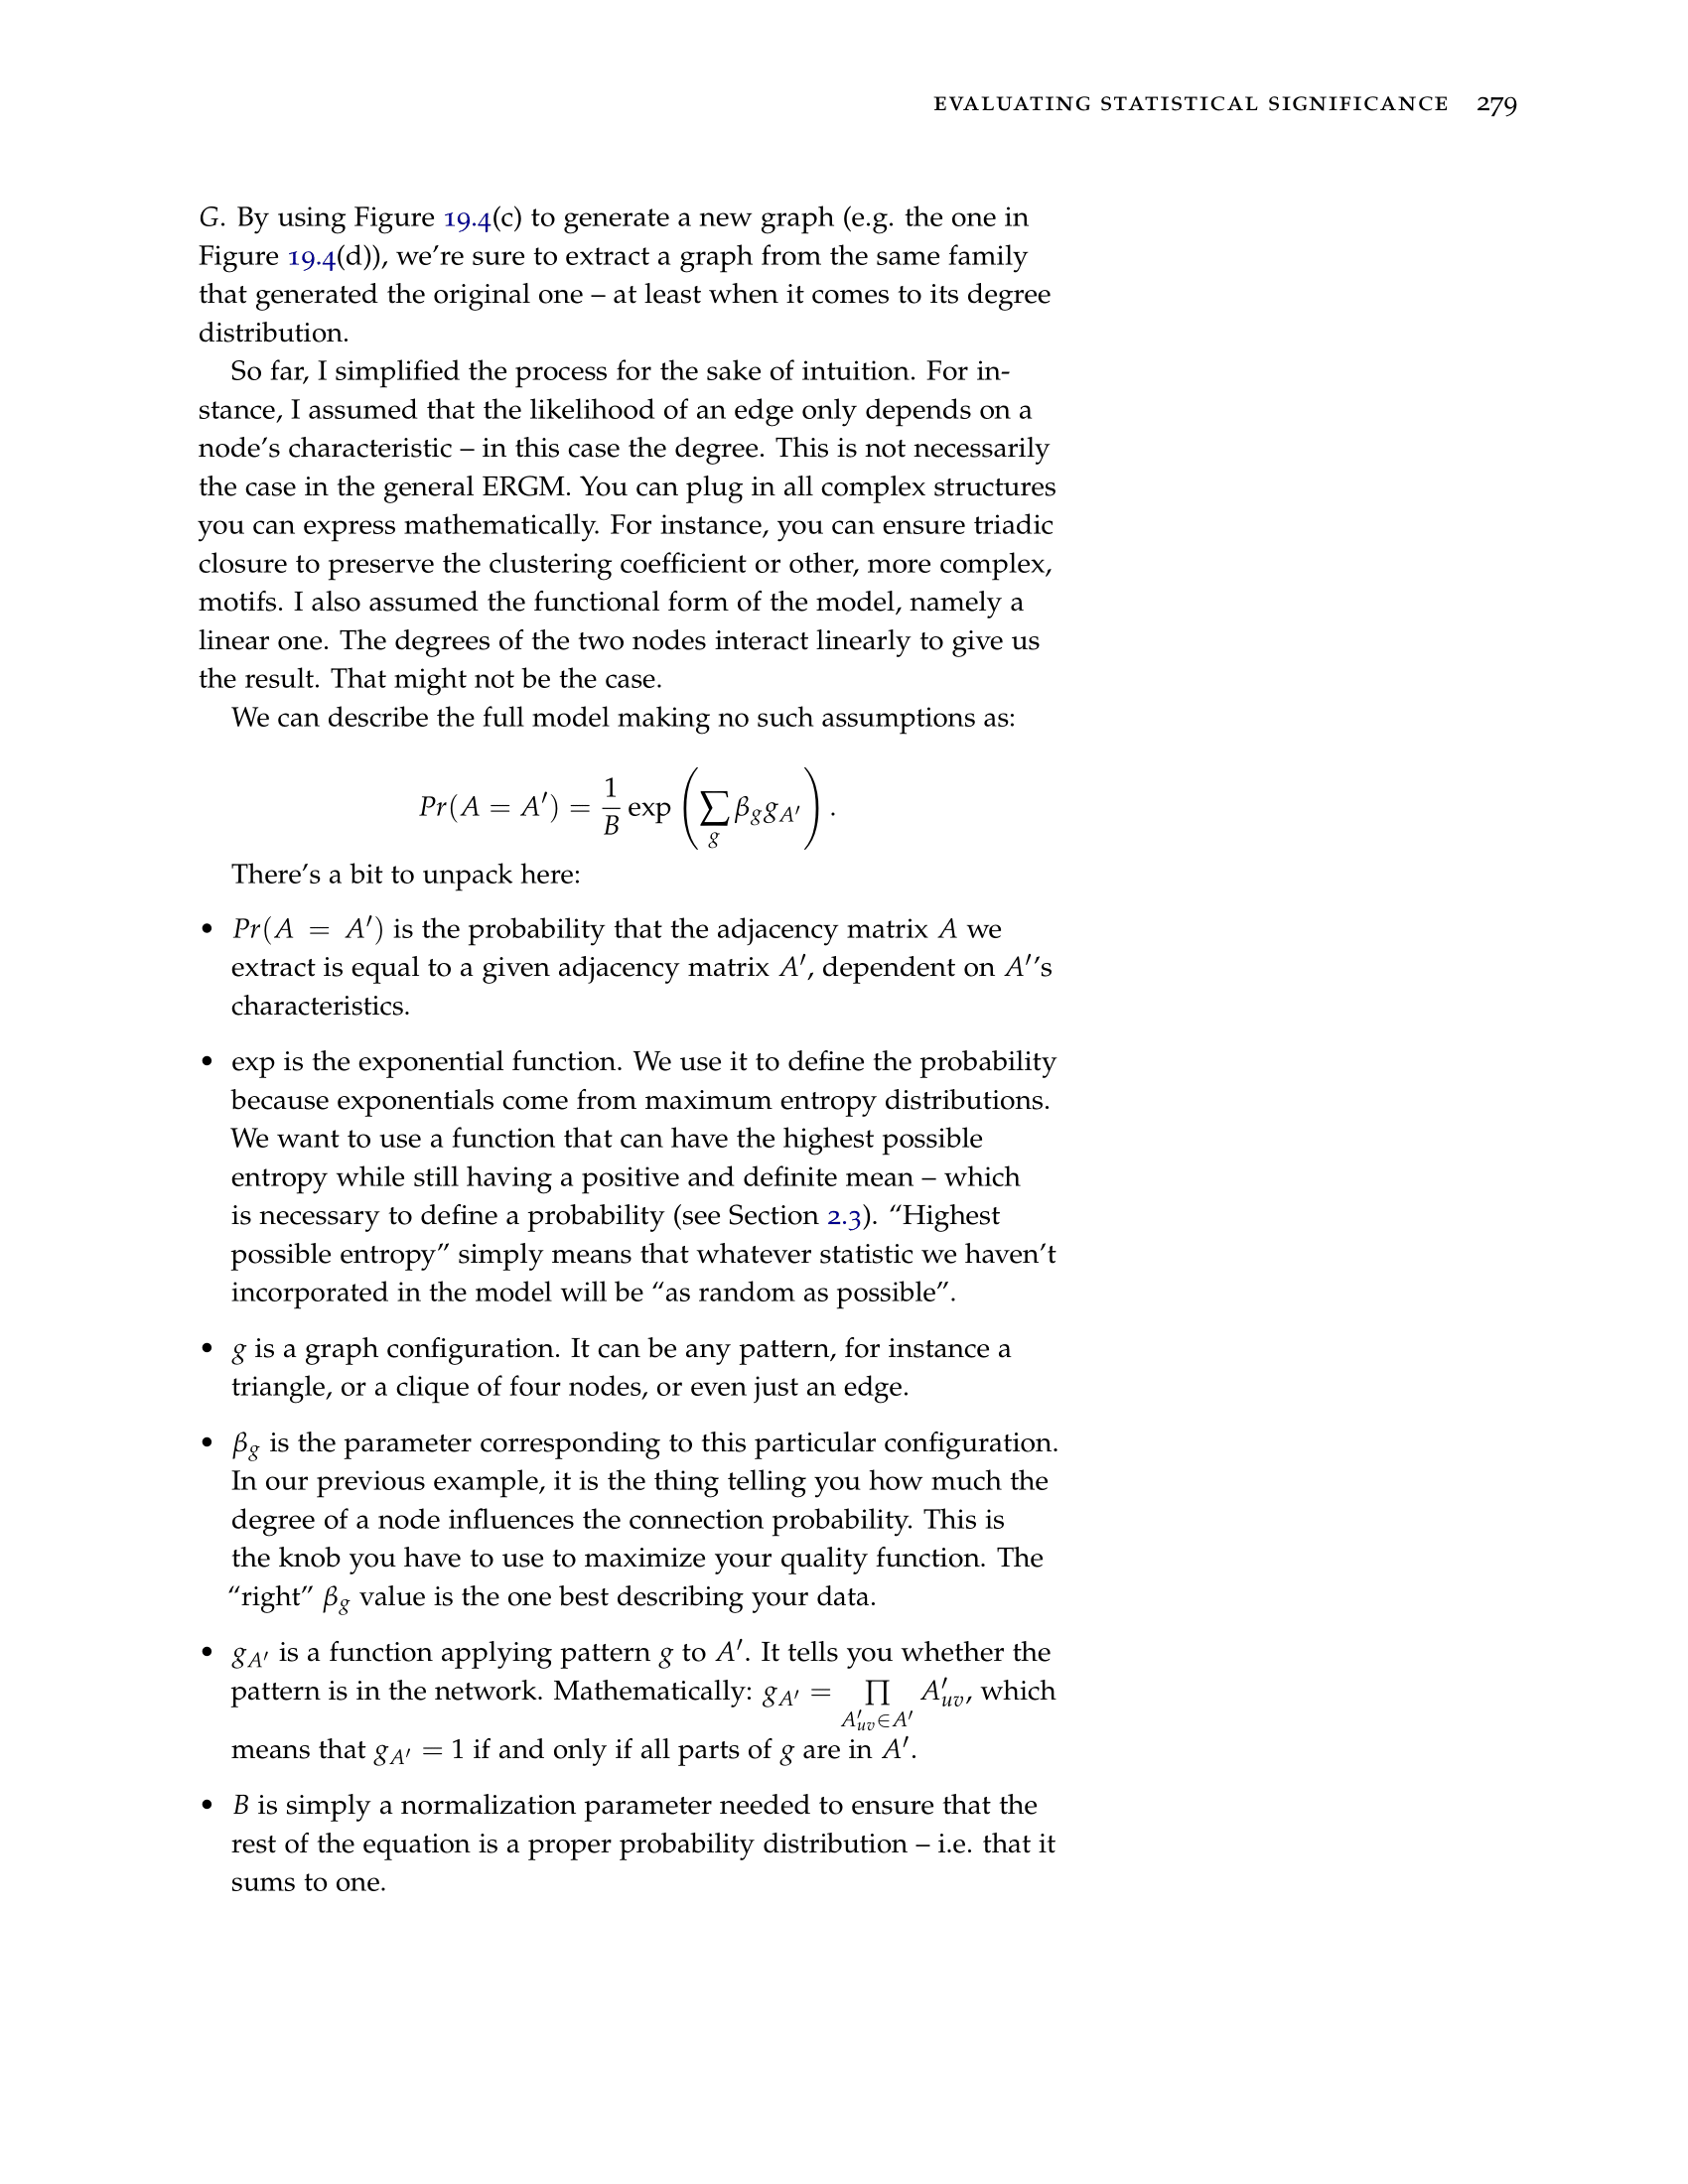 EVALUATING STATISTICAL SIGNIFICANCE 279
G. By using Figure 19.4(c) to generate a new graph (e.g. the one in
Figure 19.4(d)), we’re sure to extract a graph from the same family
that generated the original one – at least when it comes to its degree
distribution.
So far, I simplified the process for the sake of intuition. For in-
stance, I assumed that the likelihood of an edge only depends on a
node’s characteristic – in this case the degree. This is not necessarily
the case in the general ERGM. You can plug in all complex structures
you can express mathematically. For instance, you can ensure triadic
closure to preserve the clustering coefficient or other, more complex,
motifs. I also assumed the functional form of the model, namely a
linear one. The degrees of the two nodes interact linearly to give us
the result. That might not be the case.
We can describe the full model making no such assumptions as:
$Pr(A = A') = \frac{1}{B} \exp \left( \sum_{g} \beta_g g_{A'} \right).$
There’s a bit to unpack here:
• $Pr(A = A')$ is the probability that the adjacency matrix A we
extract is equal to a given adjacency matrix $A'$, dependent on $A'$’s
characteristics.
• exp is the exponential function. We use it to define the probability
because exponentials come from maximum entropy distributions.
We want to use a function that can have the highest possible
entropy while still having a positive and definite mean – which
is necessary to define a probability (see Section 2.3). “Highest
possible entropy” simply means that whatever statistic we haven’t
incorporated in the model will be “as random as possible”.
• g is a graph configuration. It can be any pattern, for instance a
triangle, or a clique of four nodes, or even just an edge.
• $\beta_g$ is the parameter corresponding to this particular configuration.
In our previous example, it is the thing telling you how much the
degree of a node influences the connection probability. This is
the knob you have to use to maximize your quality function. The
“right” $\beta_g$ value is the one best describing your data.
• $g_{A'}$ is a function applying pattern g to $A'$. It tells you whether the
pattern is in the network. Mathematically: $g_{A'} = \prod_{A'_{uv} \in A'} A'_{uv}$, which
means that $g_{A'} = 1$ if and only if all parts of g are in $A'$.
• B is simply a normalization parameter needed to ensure that the
rest of the equation is a proper probability distribution – i.e. that it
sums to one.